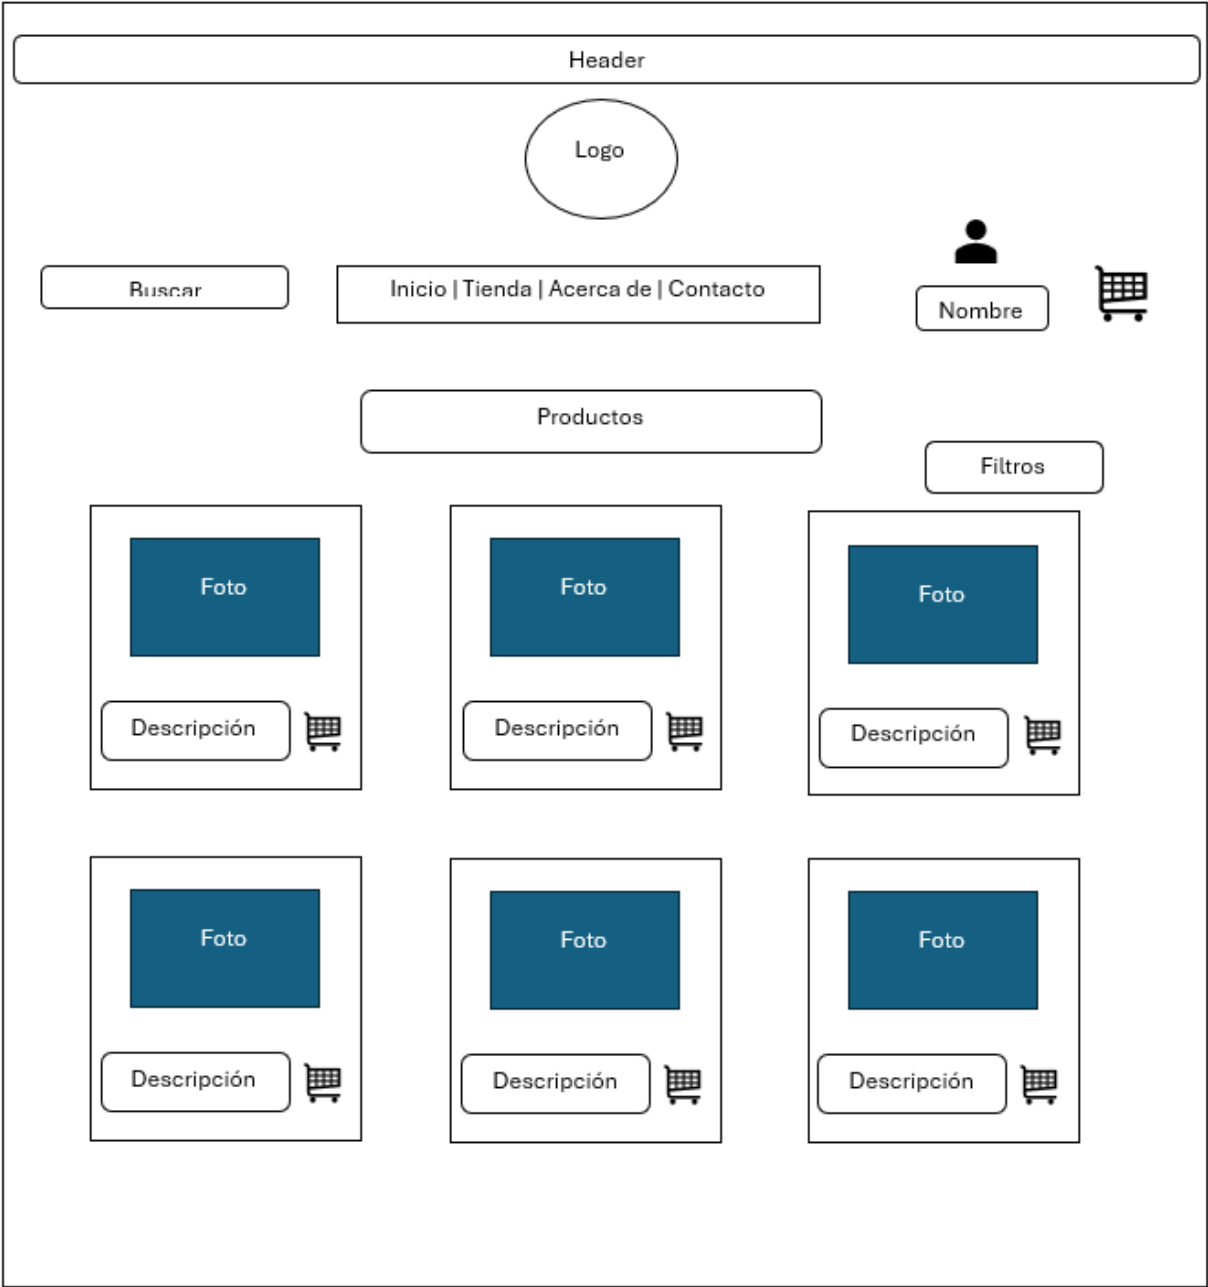 Header
Logo
Buscar
Inicio | Tienda | Acerca de | Contacto
Nombre
Productos
Filtros
Foto
Foto
Foto
Descripción
Descripción
Descripción
Foto
Foto
Foto
Descripción
Descripción
Descripción